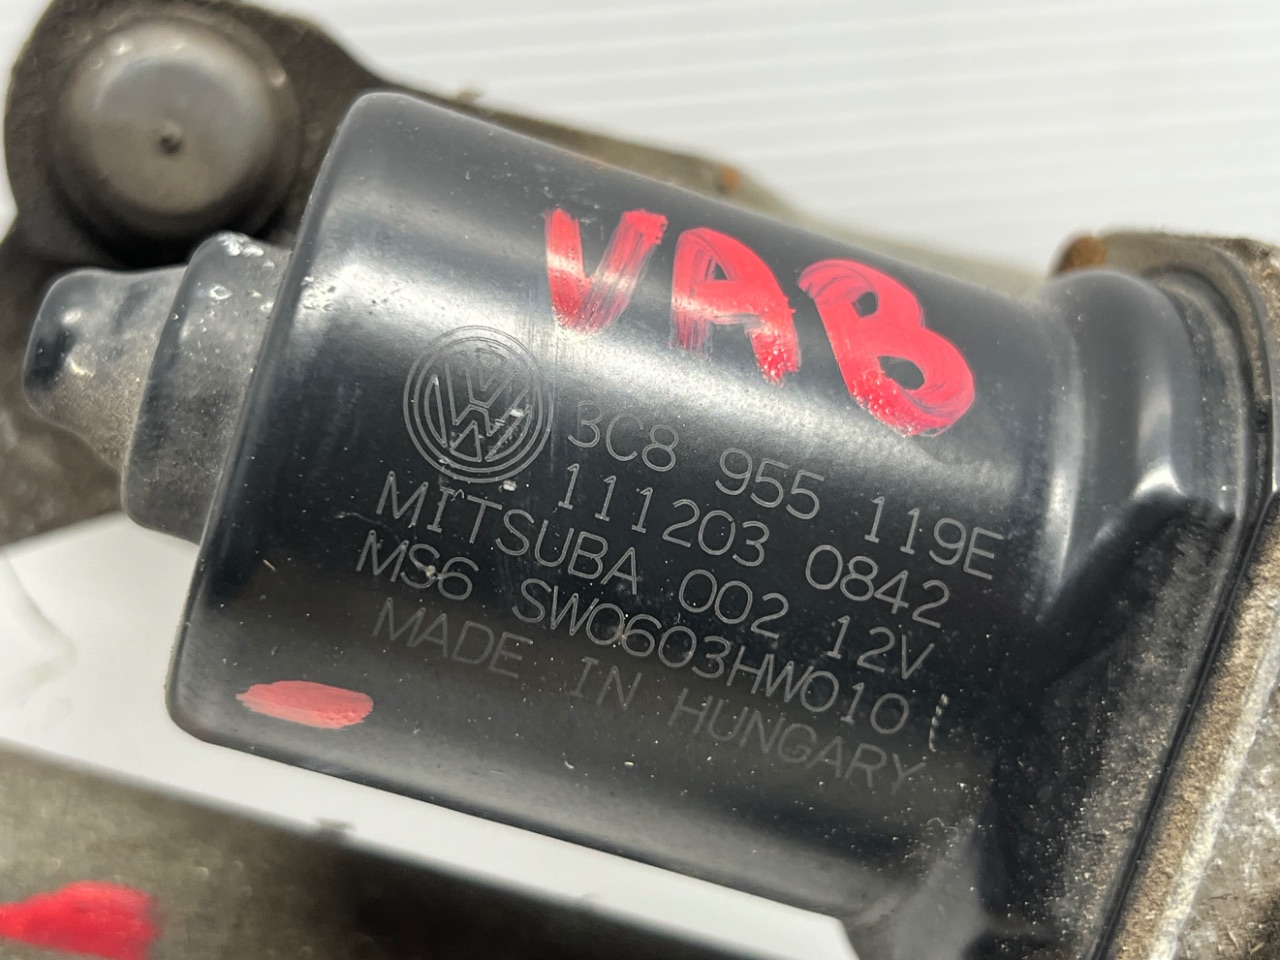 VAB
3C8 955 119E
111203 0842
MITSUBA 002 12V
MS6 SW0603HW010
MADE IN HUNGARY